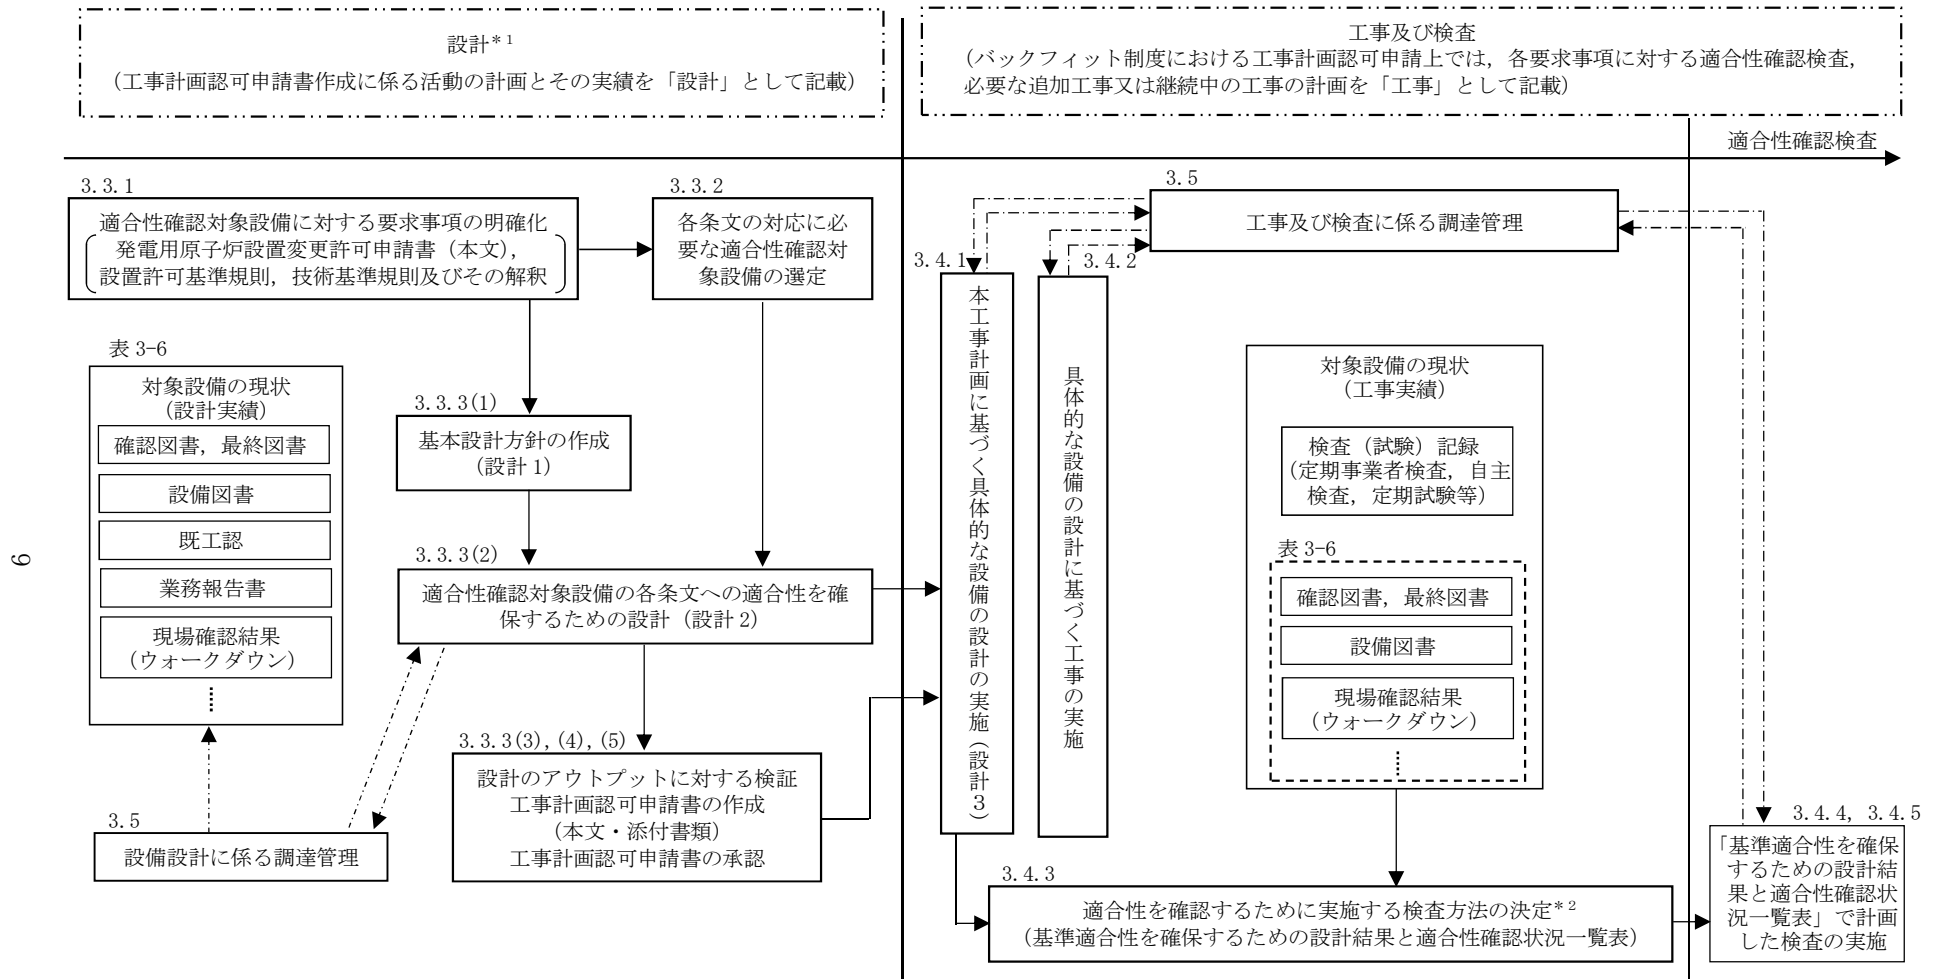 設計*1
（工事計画認可申請書作成に係る活動の計画とその実績を「設計」として記載）
工事及び検査
（バックフィット制度における工事計画認可申請上では，各要求事項に対する適合性確認検査，
必要な追加工事又は継続中の工事の計画を「工事」として記載）
適合性確認検査
3.3.1
適合性確認対象設備に対する要求事項の明確化
発電用原子炉設置変更許可申請書（本文），
設置許可基準規則，技術基準規則及びその解釈
3.3.2
各条文の対応に必
要な適合性確認対
象設備の選定
表 3-6
対象設備の現状
（設計実績）
確認図書，最終図書
設備図書
既工認
業務報告書
現場確認結果
（ウォークダウン）
3.3.3(1)
基本設計方針の作成
（設計 1）
3.3.3(2)
適合性確認対象設備の各条文への適合性を確
保するための設計（設計 2）
3.3.3(3),(4),(5)
設計のアウトプットに対する検証
工事計画認可申請書の作成
（本文・添付書類）
工事計画認可申請書の承認
3.5
設備設計に係る調達管理
3.5
工事及び検査に係る調達管理
3.4.1
本工事計画に基づく具体的な設備の設計の実施（設計３）
3.4.2
具体的な設備の設計に基づく工事の実施
対象設備の現状
（工事実績）
検査（試験）記録
（定期事業者検査，自主
検査，定期試験等）
表 3-6
確認図書，最終図書
設備図書
現場確認結果
（ウォークダウン）
3.4.3
適合性を確認するために実施する検査方法の決定*2
（基準適合性を確保するための設計結果と適合性確認状況一覧表）
3.4.4, 3.4.5
「基準適合性を確保
するための設計結
果と適合性確認状
況一覧表」で計画
した検査の実施
9